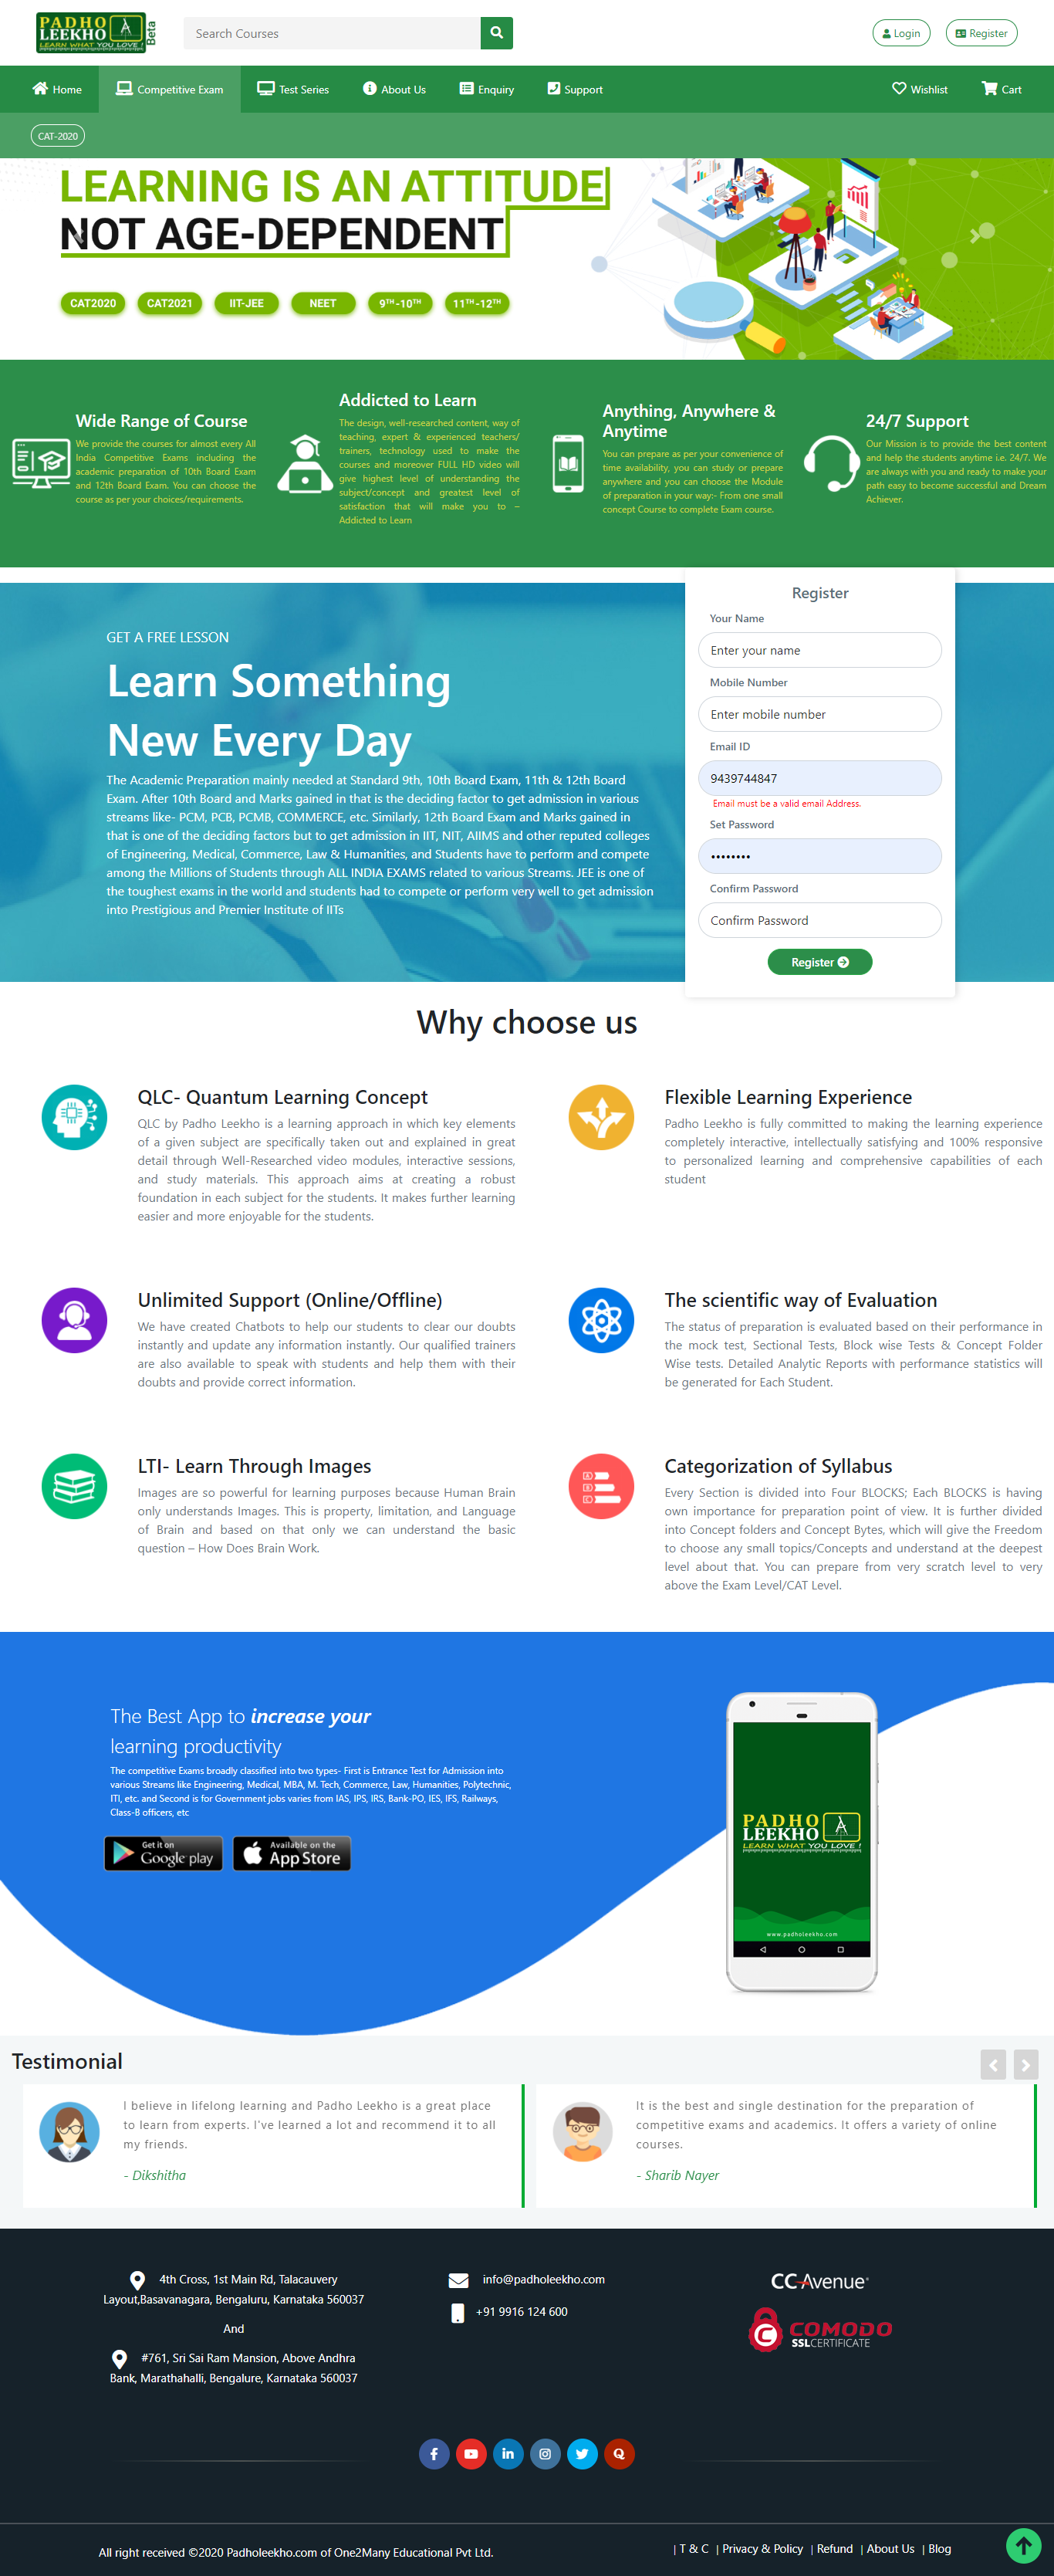 PADHO
LEEKHO
LEARN WHAT YOU LOVE !
Beta
Search Courses
Login
Register
Home
Competitive Exam
Test Series
About Us
Enquiry
Support
Wishlist
Cart
CAT-2020
LEARNING IS AN ATTITUDE
NOT AGE-DEPENDENT
CAT2020
CAT2021
IIT-JEE
NEET
9TH-10TH
11TH-12TH
Wide Range of Course
We provide the courses for almost every All
India Competitive Exams including the
academic preparation of 10th Board Exam
and 12th Board Exam. You can choose the
course as per your choices/requirements.
Addicted to Learn
The design, well-researched content, way of
teaching, expert & experienced teachers/
trainers, technology used to make the
courses and moreover FULL HD video will
give highest level of understanding the
subject/concept and greatest level of
satisfaction that will make you to –
Addicted to Learn
Anything, Anywhere &
Anytime
You can prepare as per your convenience of
time availability, you can study or prepare
anywhere and you can choose the Module
of preparation in your way:- From one small
concept Course to complete Exam course.
24/7 Support
Our Mission is to provide the best content
and help the students anytime i.e. 24/7. We
are always with you and ready to make your
path easy to become successful and Dream
Achiever.
GET A FREE LESSON
Learn Something
New Every Day
The Academic Preparation mainly needed at Standard 9th, 10th Board Exam, 11th & 12th Board
Exam. After 10th Board and Marks gained in that is the deciding factor to get admission in various
streams like- PCM, PCB, PCMB, COMMERCE, etc. Similarly, 12th Board Exam and Marks gained in
that is one of the deciding factors but to get admission in IIT, NIT, AIIMS and other reputed colleges
of Engineering, Medical, Commerce, Law & Humanities, and Students have to perform and compete
among the Millions of Students through ALL INDIA EXAMS related to various Streams. JEE is one of
the toughest exams in the world and students had to compete or perform very well to get admission
into Prestigious and Premier Institute of IITs
Register
Your Name
Enter your name
Mobile Number
Enter mobile number
Email ID
9439744847
Email must be a valid email Address.
Set Password
••••••••
Confirm Password
Confirm Password
Register
Why choose us
QLC- Quantum Learning Concept
QLC by Padho Leekho is a learning approach in which key elements
of a given subject are specifically taken out and explained in great
detail through Well-Researched video modules, interactive sessions,
and study materials. This approach aims at creating a robust
foundation in each subject for the students. It makes further learning
easier and more enjoyable for the students.
Flexible Learning Experience
Padho Leekho is fully committed to making the learning experience
completely interactive, intellectually satisfying and 100% responsive
to personalized learning and comprehensive capabilities of each
student
Unlimited Support (Online/Offline)
We have created Chatbots to help our students to clear our doubts
instantly and update any information instantly. Our qualified trainers
are also available to speak with students and help them with their
doubts and provide correct information.
The scientific way of Evaluation
The status of preparation is evaluated based on their performance in
the mock test, Sectional Tests, Block wise Tests & Concept Folder
Wise tests. Detailed Analytic Reports with performance statistics will
be generated for Each Student.
LTI- Learn Through Images
Images are so powerful for learning purposes because Human Brain
only understands Images. This is property, limitation, and Language
of Brain and based on that only we can understand the basic
question – How Does Brain Work.
Categorization of Syllabus
Every Section is divided into Four BLOCKS; Each BLOCKS is having
own importance for preparation point of view. It is further divided
into Concept folders and Concept Bytes, which will give the Freedom
to choose any small topics/Concepts and understand at the deepest
level about that. You can prepare from very scratch level to very
above the Exam Level/CAT Level.
The Best App to increase your
learning productivity
The competitive Exams broadly classified into two types- First is Entrance Test for Admission into
various Streams like Engineering, Medical, MBA, M. Tech, Commerce, Law, Humanities, Polytechnic,
ITI, etc. and Second is for Government jobs varies from IAS, IPS, IRS, Bank-PO, IES, IFS, Railways,
Class-B officers, etc
Get it on
Google play
Available on the
App Store
PADHO
LEEKHO
LEARN WHAT YOU LOVE !
www.padholeekho.com
Testimonial
I believe in lifelong learning and Padho Leekho is a great place
to learn from experts. I've learned a lot and recommend it to all
my friends.
- Dikshitha
It is the best and single destination for the preparation of
competitive exams and academics. It offers a variety of online
courses.
- Sharib Nayer
4th Cross, 1st Main Rd, Talacauvery
Layout,Basavanagara, Bengaluru, Karnataka 560037
And
#761, Sri Sai Ram Mansion, Above Andhra
Bank, Marathahalli, Bengalure, Karnataka 560037
info@padholeekho.com
+91 9916 124 600
CCAvenue
COMODO
SSLCERTIFICATE
All right received ©2020 Padholeekho.com of One2Many Educational Pvt Ltd.
| T & C | Privacy & Policy | Refund | About Us | Blog